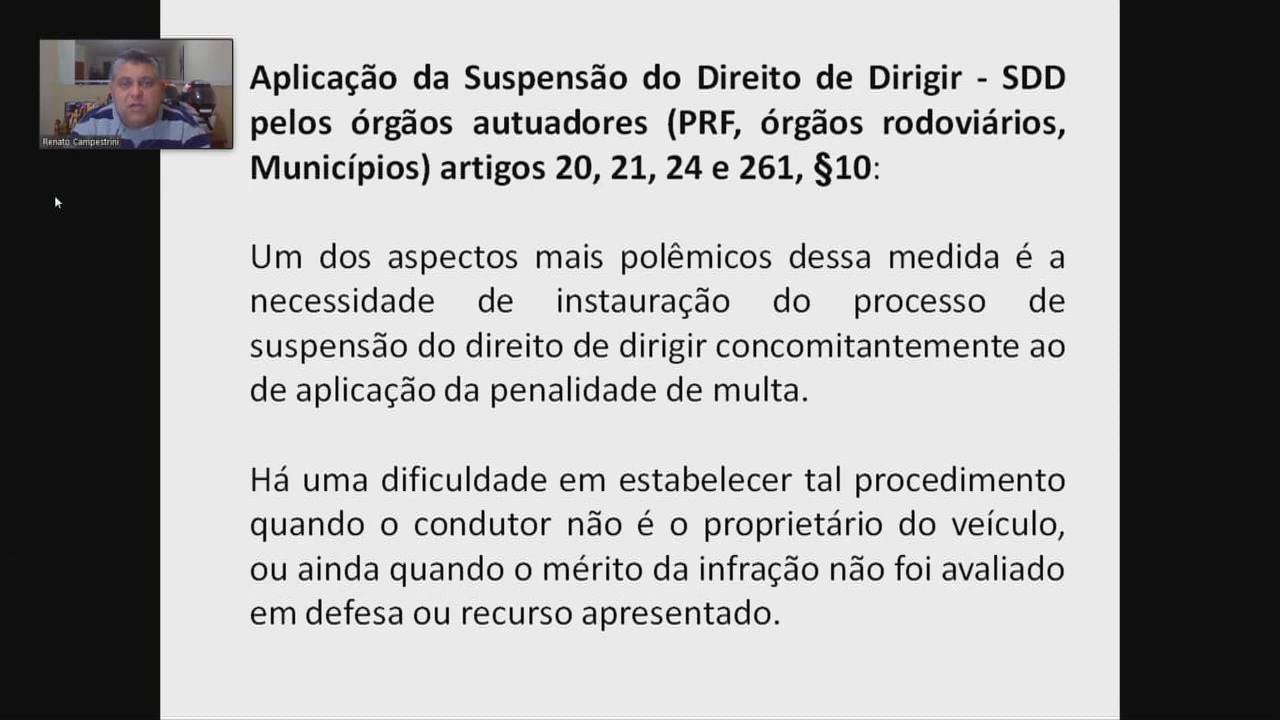 Aplicação da Suspensão do Direito de Dirigir - SDD
pelos órgãos autuadores (PRF, órgãos rodoviários,
Municípios) artigos 20, 21, 24 e 261, §10:
Renato Campestrini
Um dos aspectos mais polêmicos dessa medida é a
necessidade de instauração do processo de
suspensão do direito de dirigir concomitantemente ao
de aplicação da penalidade de multa.
Há uma dificuldade em estabelecer tal procedimento
quando o condutor não é o proprietário do veículo,
ou ainda quando o mérito da infração não foi avaliado
em defesa ou recurso apresentado.